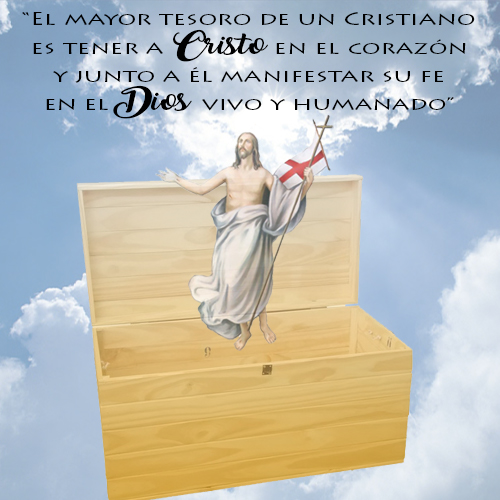 “El mayor tesoro de un Cristiano
es tener a Cristo en el corazón
y junto a él manifestar su fe
en el Dios vivo y humanado”